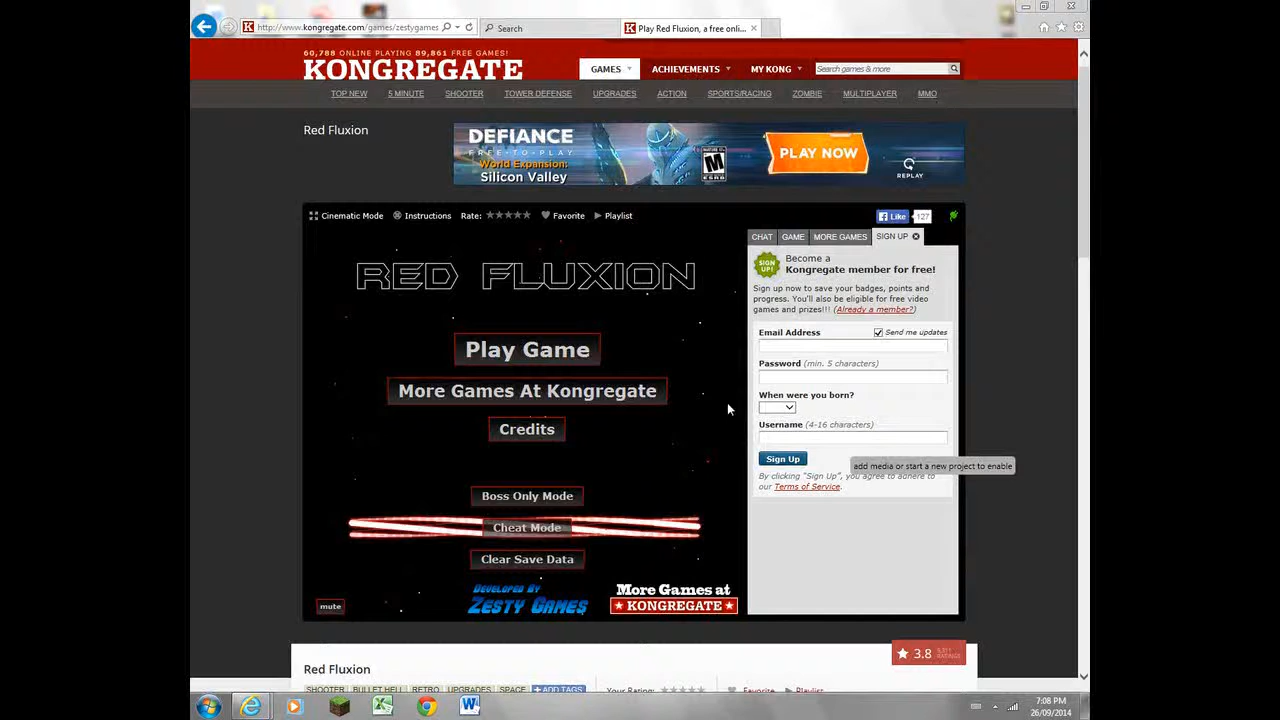 http://www.kongregate.com/games/zestygames
Search
Play Red Fluxion, a free onli...
60,788 ONLINE PLAYING 89,861 FREE GAMES!
KONGREGATE
GAMES
ACHIEVEMENTS
MY KONG
Search games & more
TOP NEW
5 MINUTE
SHOOTER
TOWER DEFENSE
UPGRADES
ACTION
SPORTS/RACING
ZOMBIE
MULTIPLAYER
MMO
Red Fluxion
DEFIANCE
FREE-TO-PLAY
World Expansion:
Silicon Valley
M
PLAY NOW
REPLAY
Cinematic Mode
Instructions
Rate:
Favorite
Playlist
Like
127
CHAT
GAME
MORE GAMES
SIGN UP
RED FLUXION
Play Game
More Games At Kongregate
Credits
Boss Only Mode
Cheat Mode
Clear Save Data
mute
DEVELOPED BY
ZESTY GAMES
More Games at
KONGREGATE
SIGN UP!
Become a
Kongregate member for free!
Sign up now to save your badges, points and
progress. You'll also be eligible for free video
games and prizes!!! (Already a member?)
Email Address
Send me updates
Password (min. 5 characters)
When were you born?
Username (4-16 characters)
Sign Up
add media or start a new project to enable
By clicking "Sign Up", you agree to adhere to
our Terms of Service.
3.8
RATINGS
Red Fluxion
SHOOTER
BULLET HELL
RETRO
UPGRADES
SPACE
+ADD TAGS
Your Rating:
Favorite
Playlist
7:08 PM
26/09/2014